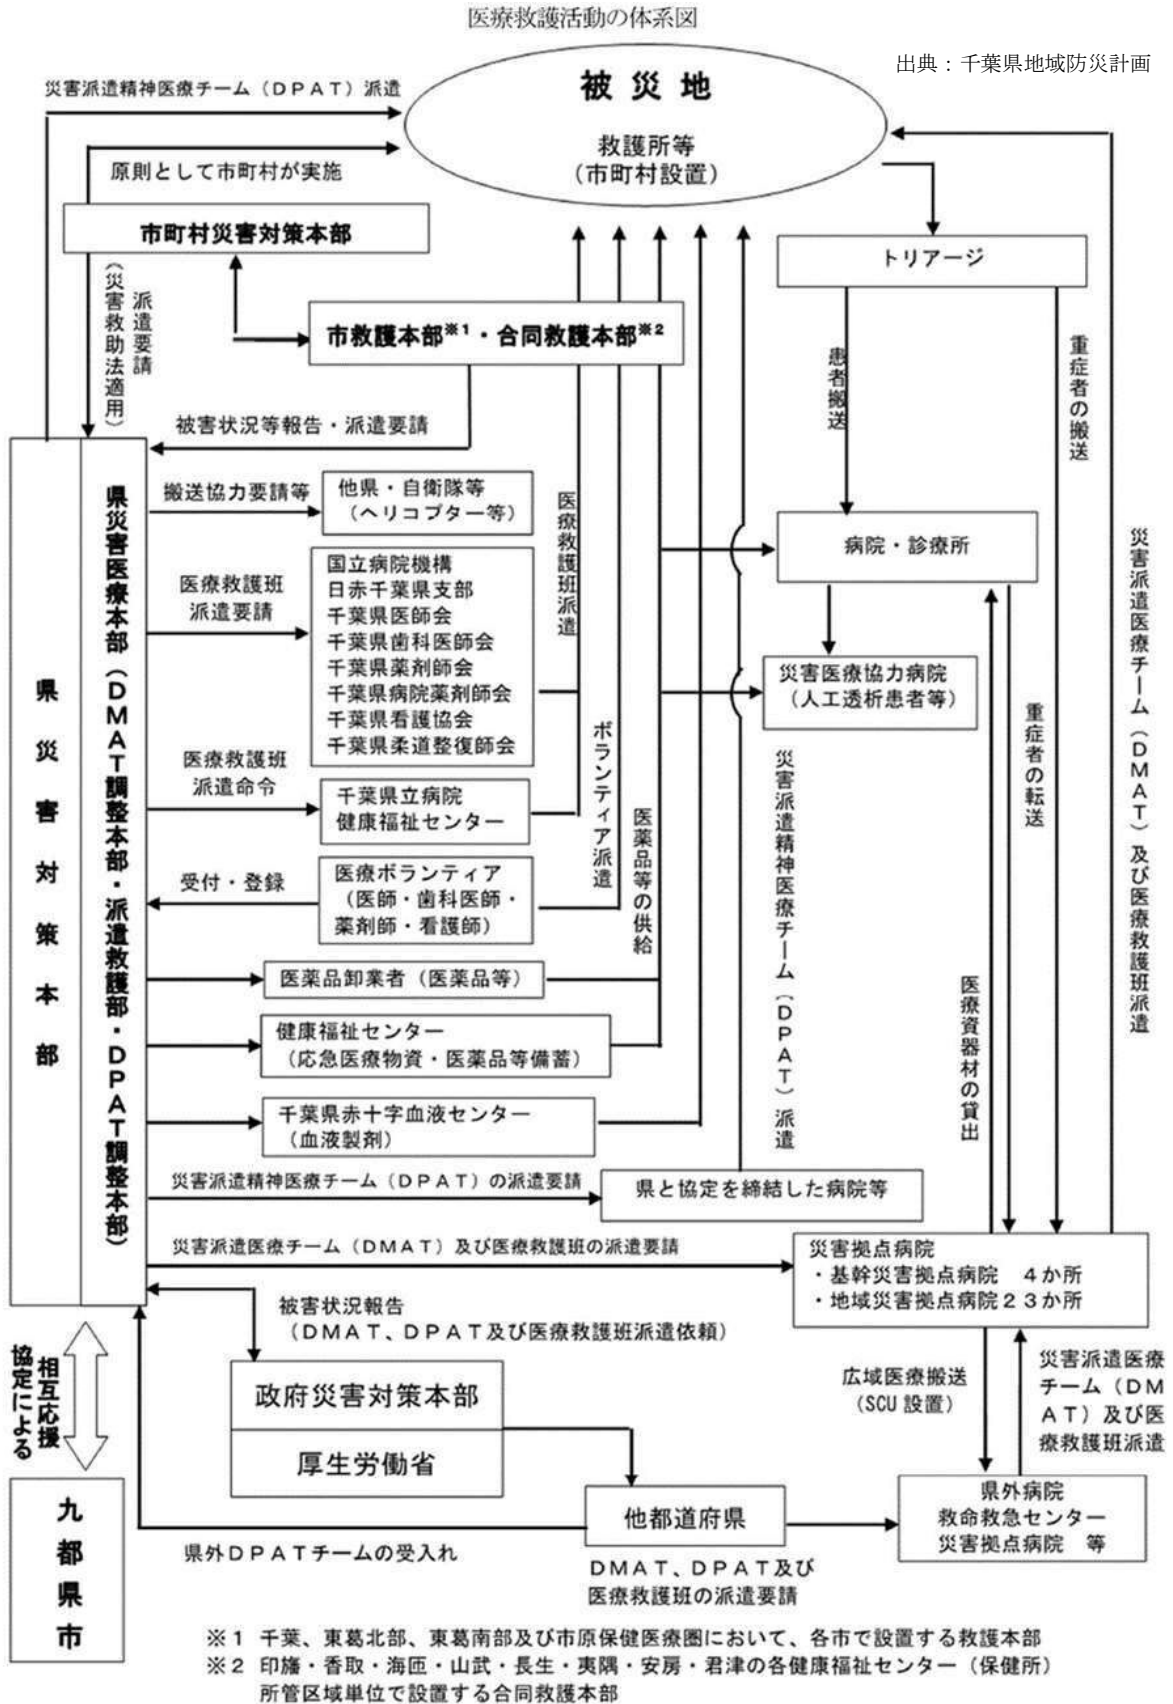 医療救護活動の体系図
出典：千葉県地域防災計画
災害派遣精神医療チーム（ＤＰＡＴ）派遣
被災地
救護所等
（市町村設置）
原則として市町村が実施
市町村災害対策本部
トリアージ
派遣要請
（災害救助法適用）
市救護本部※1・合同救護本部※2
患者搬送
重症者の搬送
被害状況等報告・派遣要請
県災害対策本部
県災害医療本部（ＤＭＡＴ調整本部・派遣救護部・ＤＰＡＴ調整本部）
搬送協力要請等
他県・自衛隊等
（ヘリコプター等）
医療救護班派遣
病院・診療所
災害派遣医療チーム（ＤＭＡＴ）及び医療救護班派遣
医療救護班
派遣要請
国立病院機構
日赤千葉県支部
千葉県医師会
千葉県歯科医師会
千葉県薬剤師会
千葉県病院薬剤師会
千葉県看護協会
千葉県柔道整復師会
災害医療協力病院
（人工透析患者等）
重症者の転送
ボランティア派遣
医療救護班
派遣命令
千葉県立病院
健康福祉センター
医薬品等の供給
災害派遣精神医療チーム（ＤＰＡＴ）派遣
受付・登録
医療ボランティア
（医師・歯科医師・
薬剤師・看護師）
医薬品卸業者（医薬品等）
医療資器材の貸出
健康福祉センター
（応急医療物資・医薬品等備蓄）
千葉県赤十字血液センター
（血液製剤）
災害派遣精神医療チーム（ＤＰＡＴ）の派遣要請
県と協定を締結した病院等
災害派遣医療チーム（ＤＭＡＴ）及び医療救護班の派遣要請
災害拠点病院
・基幹災害拠点病院　４か所
・地域災害拠点病院２３か所
被害状況報告
（ＤＭＡＴ、ＤＰＡＴ及び医療救護班派遣依頼）
相互応援
協定による
政府災害対策本部
厚生労働省
広域医療搬送
（SCU 設置）
災害派遣医療
チーム（ＤＭ
ＡＴ）及び医
療救護班派遣
九都県市
他都道府県
県外病院
救命救急センター
災害拠点病院　等
県外ＤＰＡＴチームの受入れ
ＤＭＡＴ、ＤＰＡＴ及び
医療救護班の派遣要請
※１　千葉、東葛北部、東葛南部及び市原保健医療圏において、各市で設置する救護本部
※２　印旛・香取・海匝・山武・長生・夷隅・安房・君津の各健康福祉センター（保健所）
所管区域単位で設置する合同救護本部